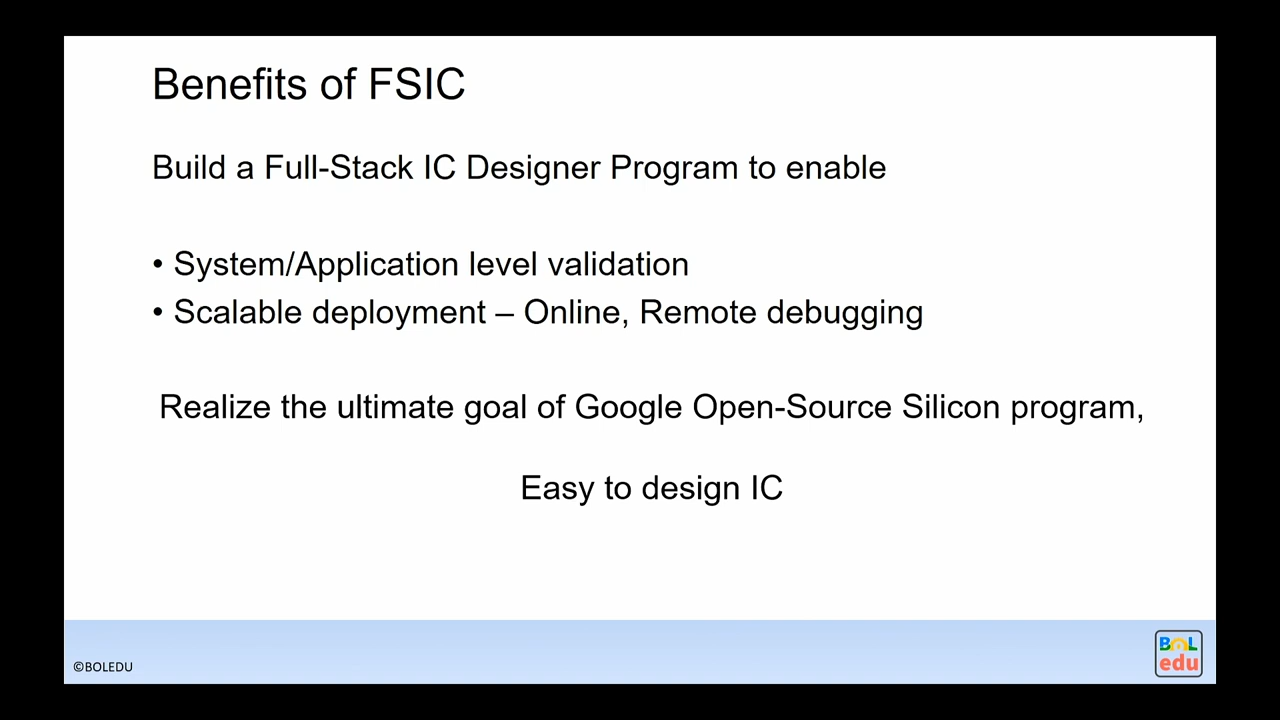 Benefits of FSIC
Build a Full-Stack IC Designer Program to enable
• System/Application level validation
• Scalable deployment – Online, Remote debugging
Realize the ultimate goal of Google Open-Source Silicon program,
Easy to design IC
©BOLEDU
BOL
edu